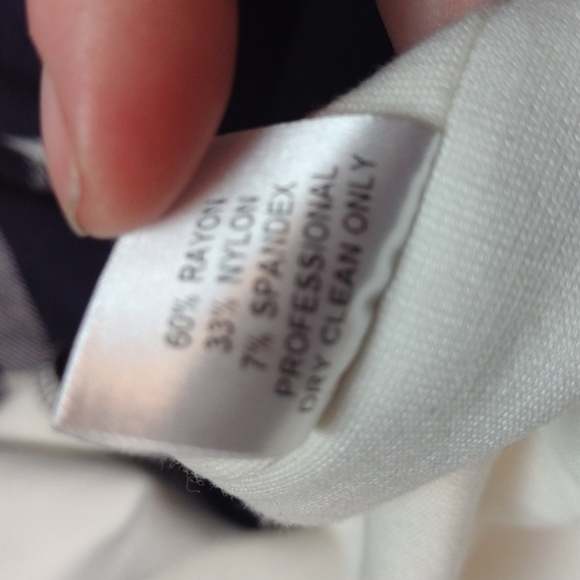 60% RAYON
33% NYLON
7% SPANDEX
PROFESSIONAL
DRY CLEAN ONLY